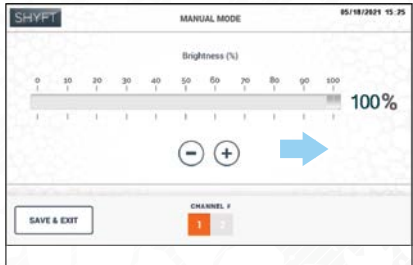 SHYFT
MANUAL MODE
05/18/2021 15:25
Brightness (%)
0 10 20 30 40 50 60 70 80 90 100
100%
SAVE & EXIT
CHANNEL #
1 2